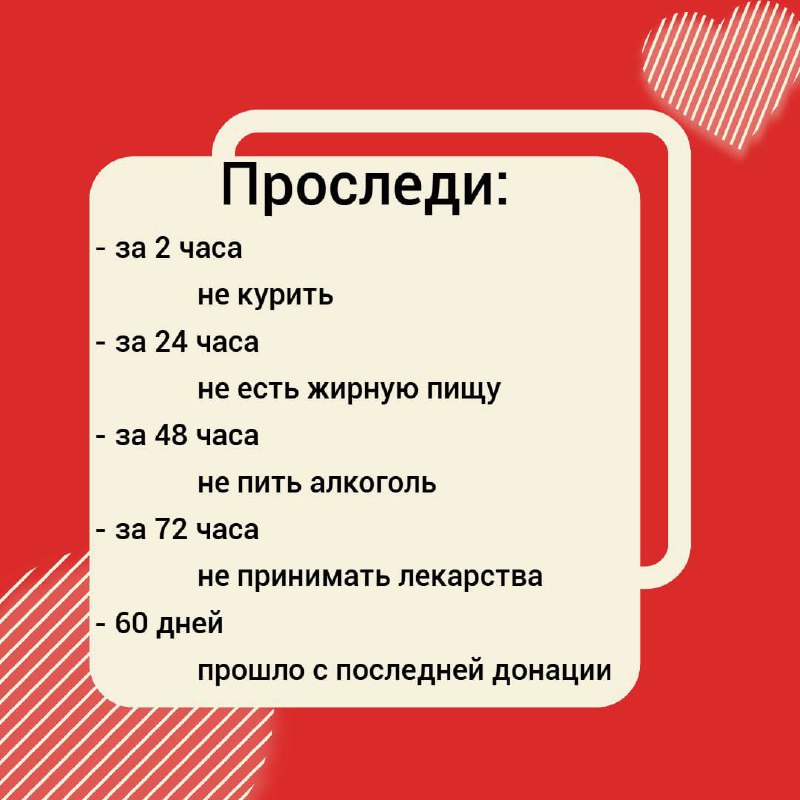 Проследи:
- за 2 часа
не курить
- за 24 часа
не есть жирную пищу
- за 48 часа
не пить алкоголь
- за 72 часа
не принимать лекарства
- 60 дней
прошло с последней донации